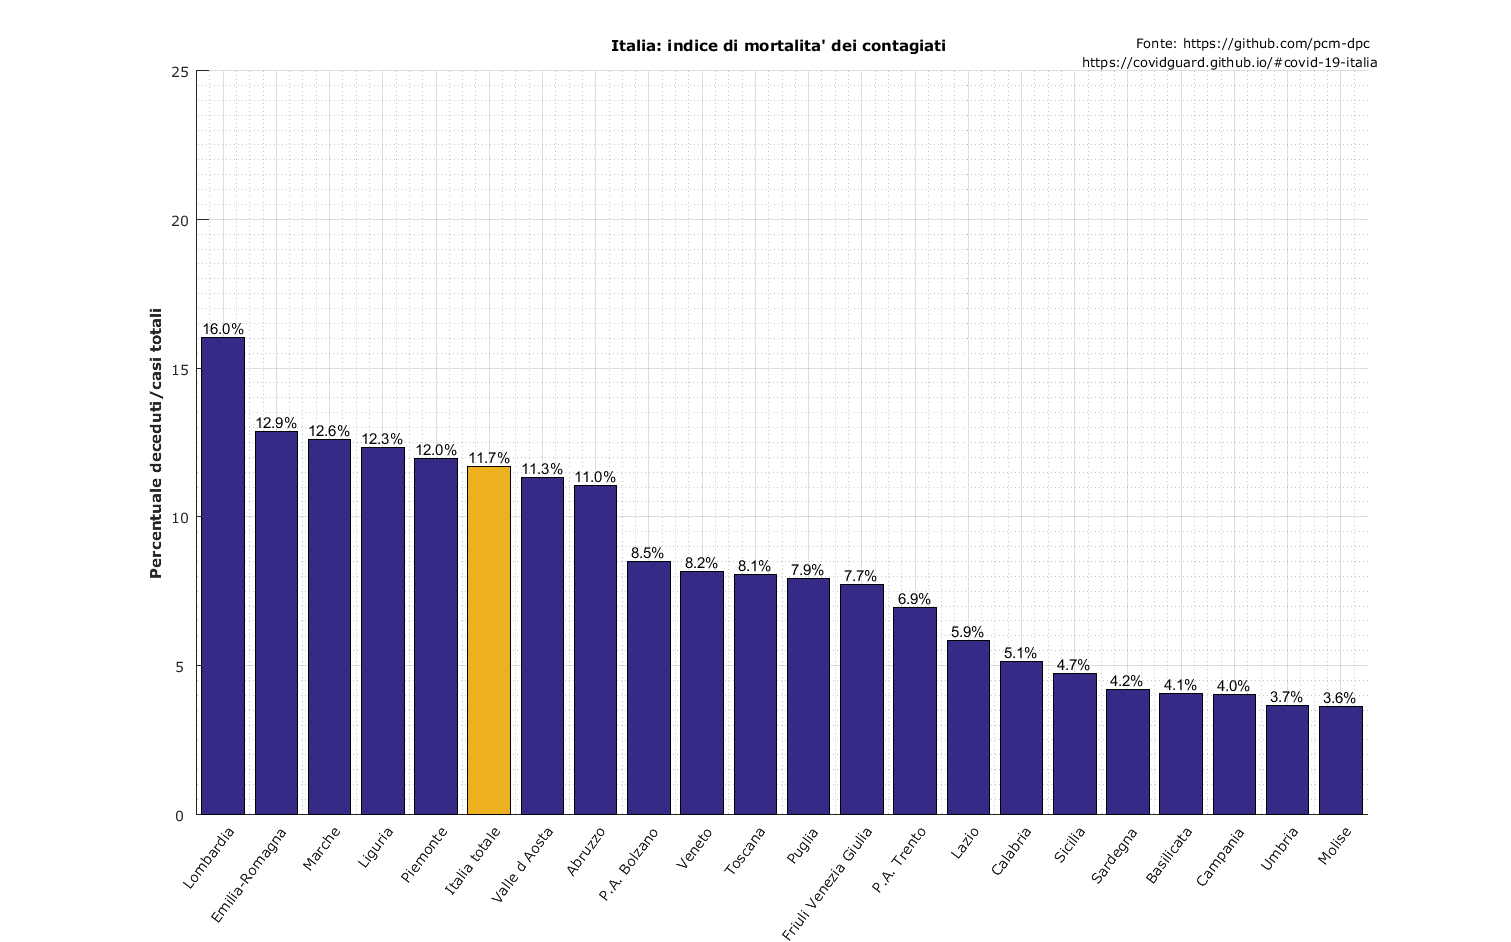 Italia: indice di mortalita' dei contagiati
Fonte: https://github.com/pcm-dpc
https://covidguard.github.io/#covid-19-italia
Percentuale deceduti/casi totali
25
20
15
10
5
0
16.0%
12.9%
12.6%
12.3%
12.0%
11.7%
11.3%
11.0%
8.5%
8.2%
8.1%
7.9%
7.7%
6.9%
5.9%
5.1%
4.7%
4.2%
4.1%
4.0%
3.7%
3.6%
Lombardia
Emilia-Romagna
Marche
Liguria
Piemonte
Italia totale
Valle d Aosta
Abruzzo
P.A. Bolzano
Veneto
Toscana
Puglia
Friuli Venezia Giulia
P.A. Trento
Lazio
Calabria
Sicilia
Sardegna
Basilicata
Campania
Umbria
Molise